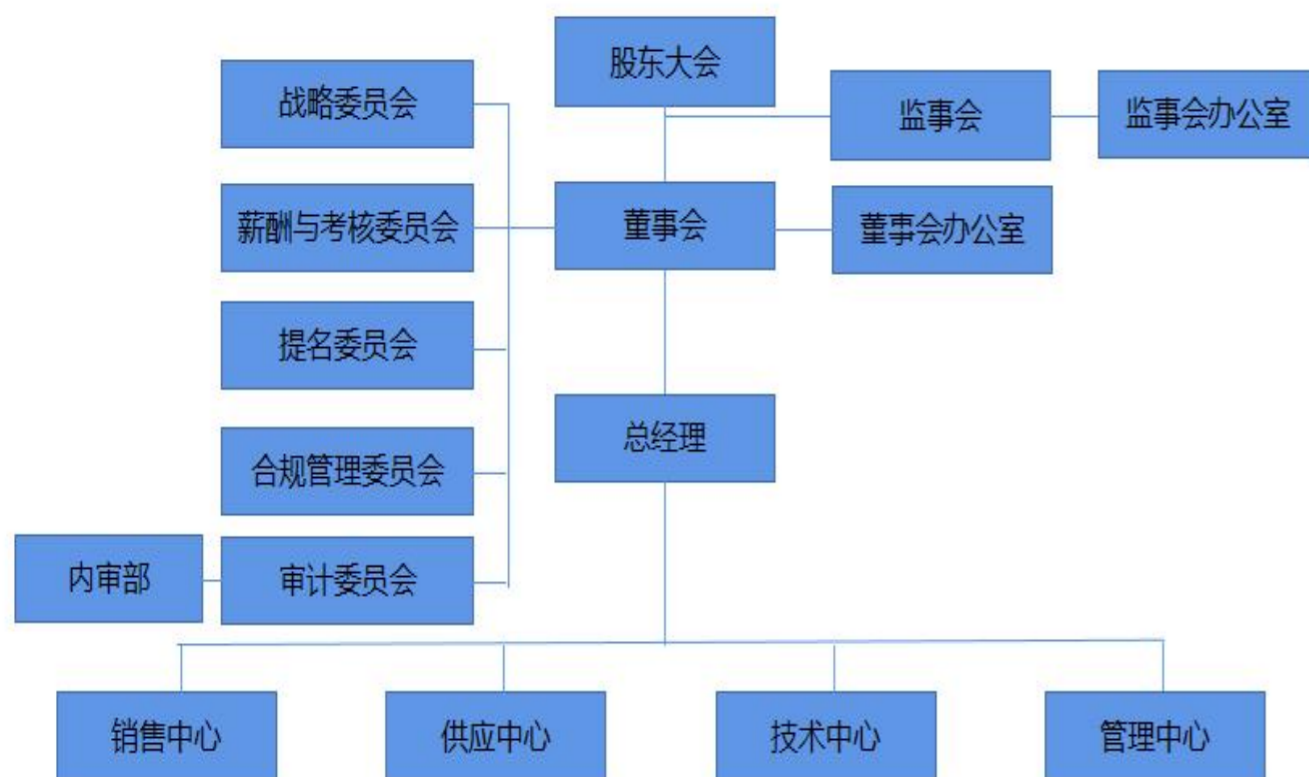 股东大会
战略委员会
监事会
监事会办公室
薪酬与考核委员会
董事会
董事会办公室
提名委员会
总经理
合规管理委员会
内审部
审计委员会
销售中心
供应中心
技术中心
管理中心